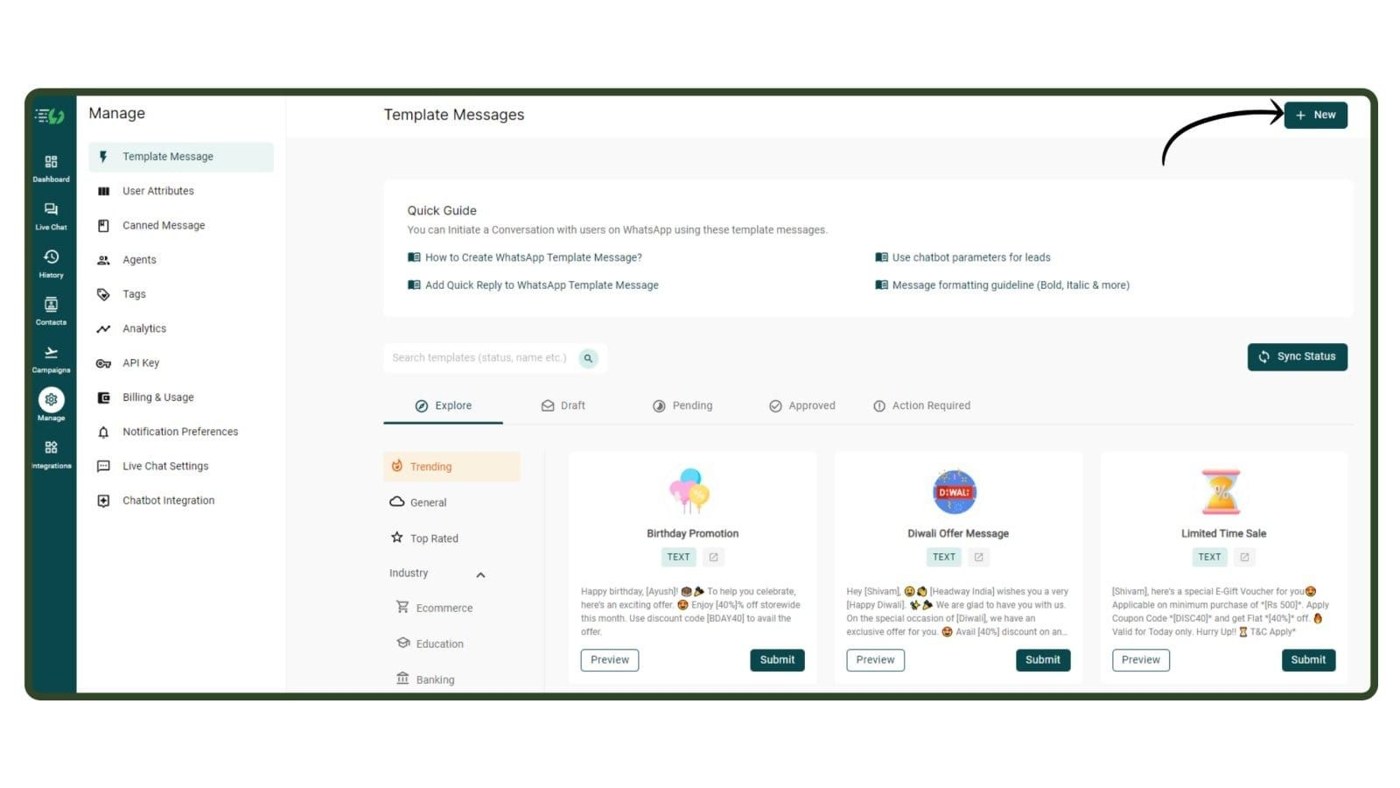 Dashboard
Live Chat
History
Contacts
Campaigns
Manage
Integrations
Manage
Template Message
User Attributes
Canned Message
Agents
Tags
Analytics
API Key
Billing & Usage
Notification Preferences
Live Chat Settings
Chatbot Integration
Template Messages
+ New
Quick Guide
You can Initiate a Conversation with users on WhatsApp using these template messages.
How to Create WhatsApp Template Message?
Use chatbot parameters for leads
Add Quick Reply to WhatsApp Template Message
Message formatting guideline (Bold, Italic & more)
Search templates (status, name etc.)
Sync Status
Explore
Draft
Pending
Approved
Action Required
Trending
General
Top Rated
Industry
Ecommerce
Education
Banking
Birthday Promotion
TEXT
Happy birthday, [Ayush]! 🎂🎉 To help you celebrate,
here's an exciting offer. 🤩 Enjoy [40%]% off storewide
this month. Use discount code [BDAY40] to avail the
offer.
Preview
Submit
DIWALI
Diwali Offer Message
TEXT
Hey [Shivam], 😀👏 [Headway India] wishes you a very
[Happy Diwali]. ✨🎉 We are glad to have you with us.
On the special occasion of [Diwali], we have an
exclusive offer for you. 🤩 Avail [40%] discount on an...
Preview
Submit
%
Limited Time Sale
TEXT
[Shivam], here's a special E-Gift Voucher for you🤩
Applicable on minimum purchase of *[Rs 500]*. Apply
Coupon Code *[DISC40]* and get Flat *[40%]* off. 🔥
Valid for Today only. Hurry Up!! ⏳ T&C Apply*
Preview
Submit